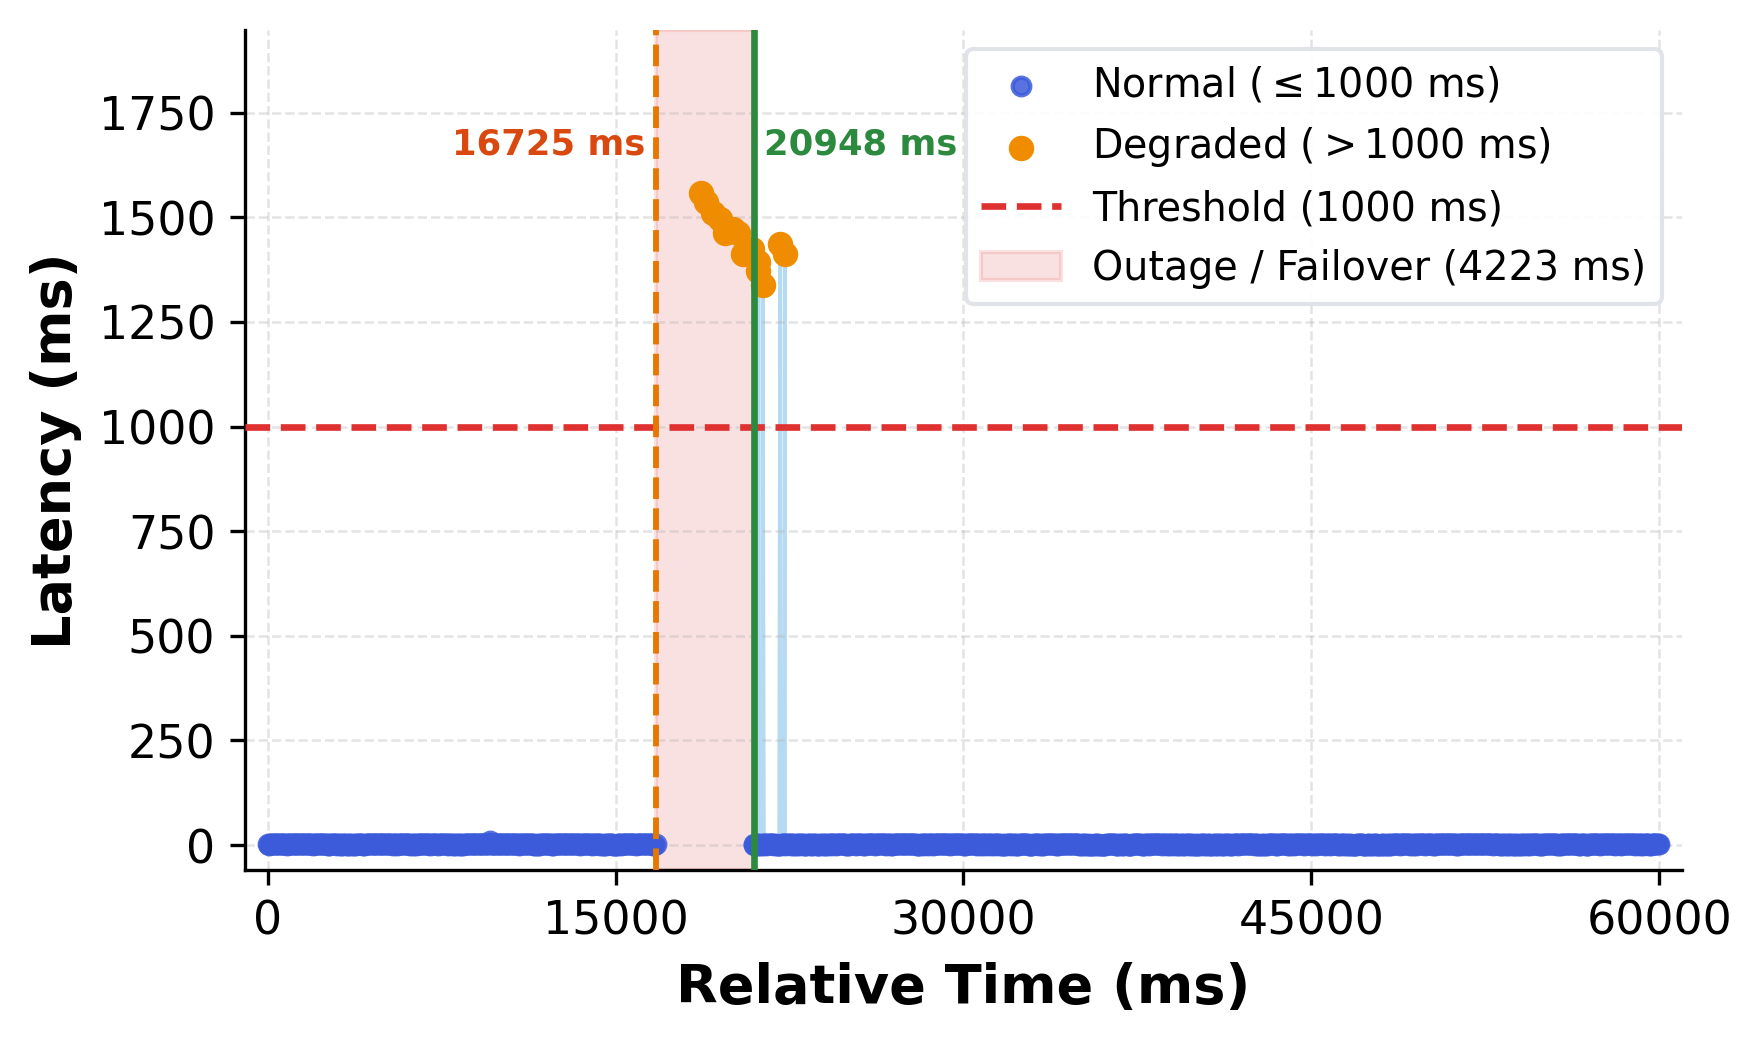 Normal (≤1000 ms)
Degraded (>1000 ms)
Threshold (1000 ms)
Outage / Failover (4223 ms)
16725 ms
20948 ms
1750
1500
1250
1000
750
500
250
0
Latency (ms)
0
15000
30000
45000
60000
Relative Time (ms)